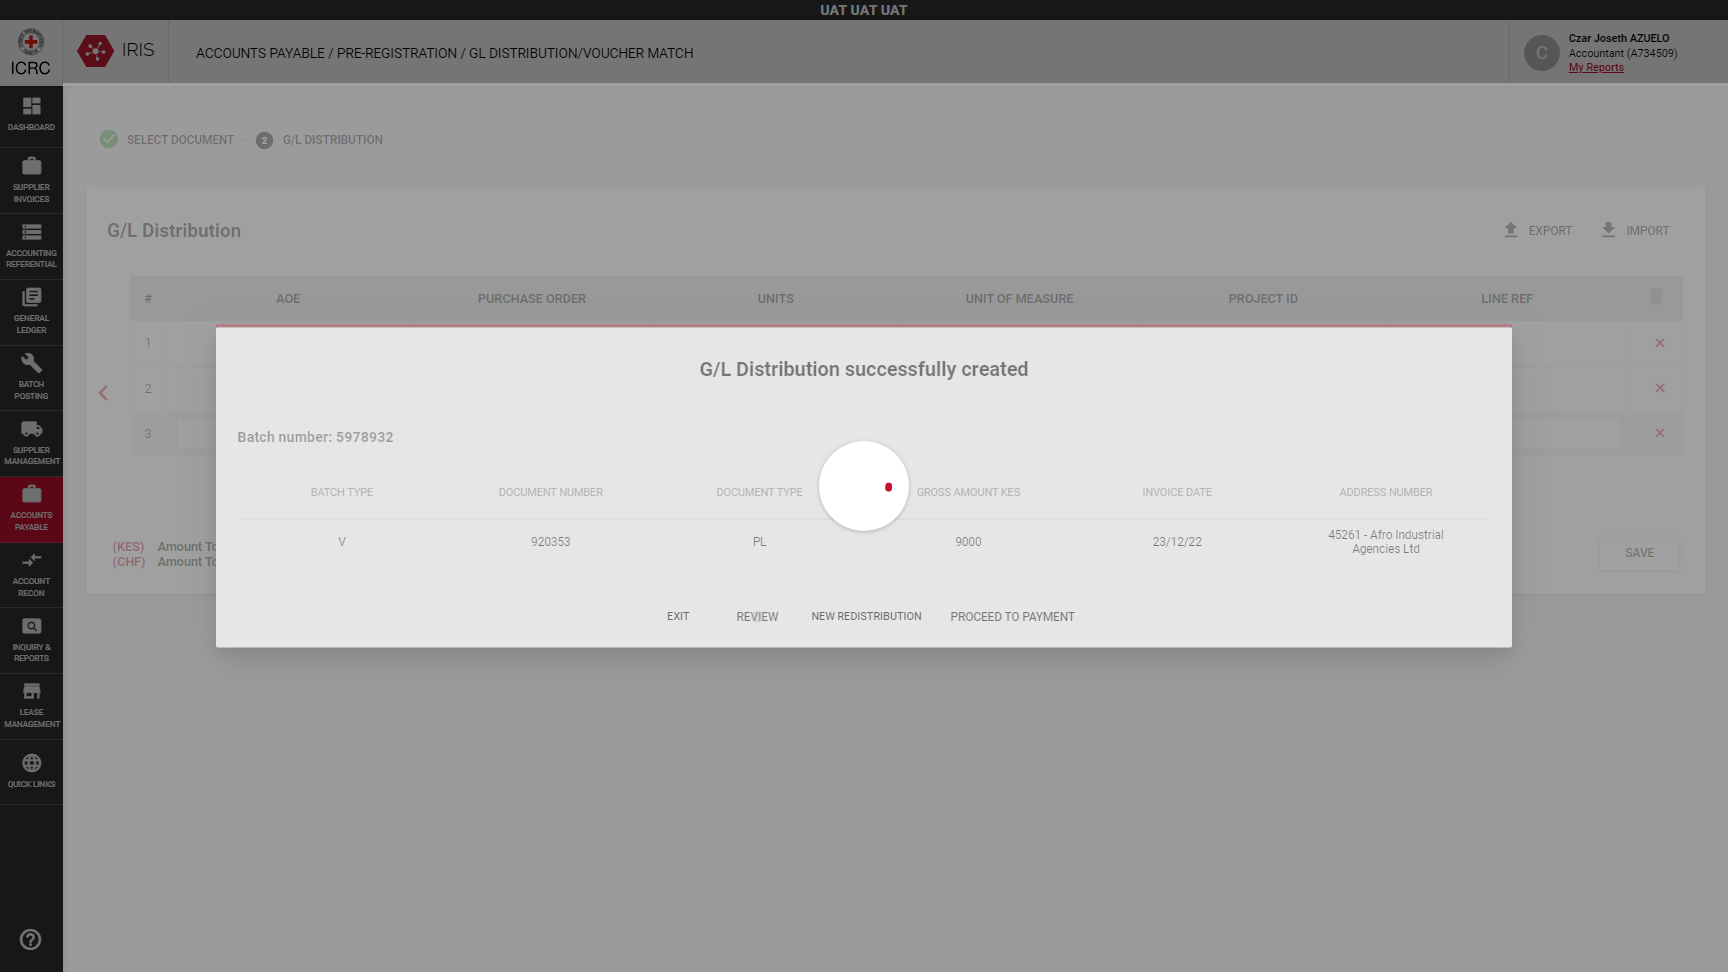 UAT UAT UAT
ICRC
IRIS
ACCOUNTS PAYABLE / PRE-REGISTRATION / GL DISTRIBUTION/VOUCHER MATCH
C
Czar Joseth AZUELO
Accountant (A734509)
My Reports
DASHBOARD
SUPPLIER
INVOICES
ACCOUNTING
REFERENTIAL
GENERAL
LEDGER
BATCH
POSTING
SUPPLIER
MANAGEMENT
ACCOUNTS
PAYABLE
ACCOUNT
RECON
INQUIRY &
REPORTS
LEASE
MANAGEMENT
QUICK LINKS
SELECT DOCUMENT - 2 G/L DISTRIBUTION
G/L Distribution
EXPORT IMPORT
# AOE PURCHASE ORDER UNITS UNIT OF MEASURE PROJECT ID LINE REF
1
2
3
(KES) Amount To
(CHF) Amount To
SAVE
G/L Distribution successfully created
Batch number: 5978932
BATCH TYPE DOCUMENT NUMBER DOCUMENT TYPE GROSS AMOUNT KES INVOICE DATE ADDRESS NUMBER
V 920353 PL 9000 23/12/22 45261 - Afro Industrial
Agencies Ltd
EXIT REVIEW NEW REDISTRIBUTION PROCEED TO PAYMENT